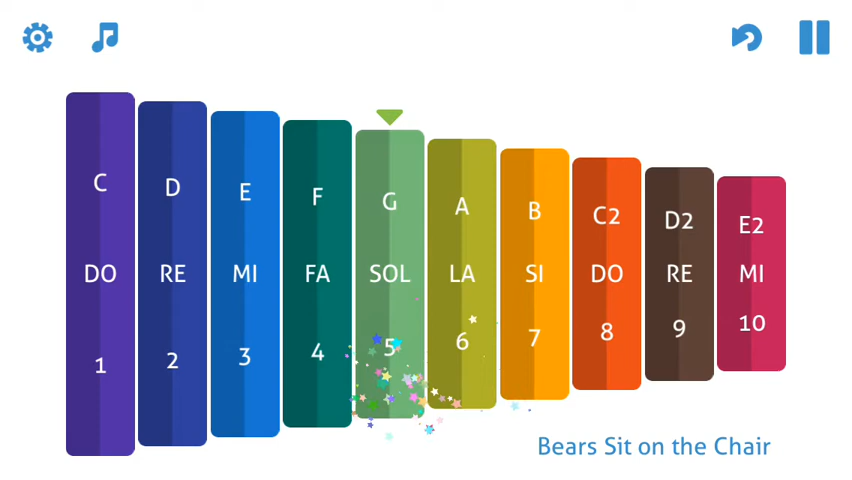 C D E F G A B C2 D2 E2
DO RE MI FA SOL LA SI DO RE MI
1 2 3 4 5 6 7 8 9 10
Bears Sit on the Chair